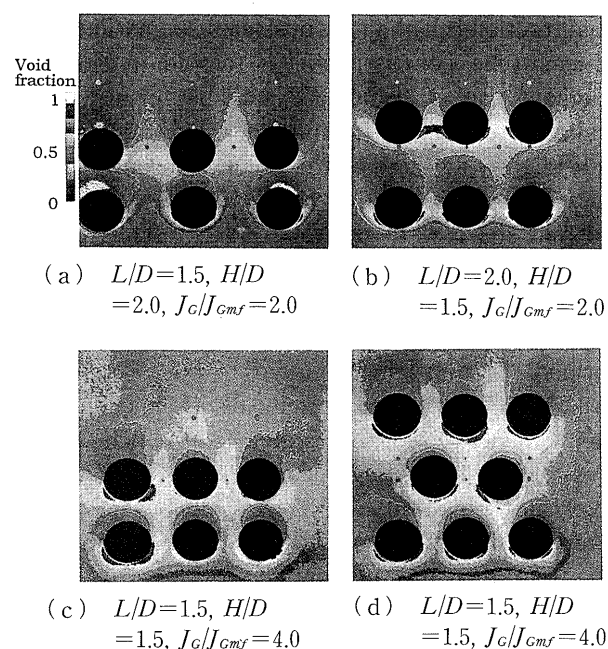 Void
fraction
1
0.5
0
(a) L/D=1.5, H/D
=2.0, J_G/J_Gmf=2.0
(b) L/D=2.0, H/D
=1.5, J_G/J_Gmf=2.0
(c) L/D=1.5, H/D
=1.5, J_G/J_Gmf=4.0
(d) L/D=1.5, H/D
=1.5, J_G/J_Gmf=4.0